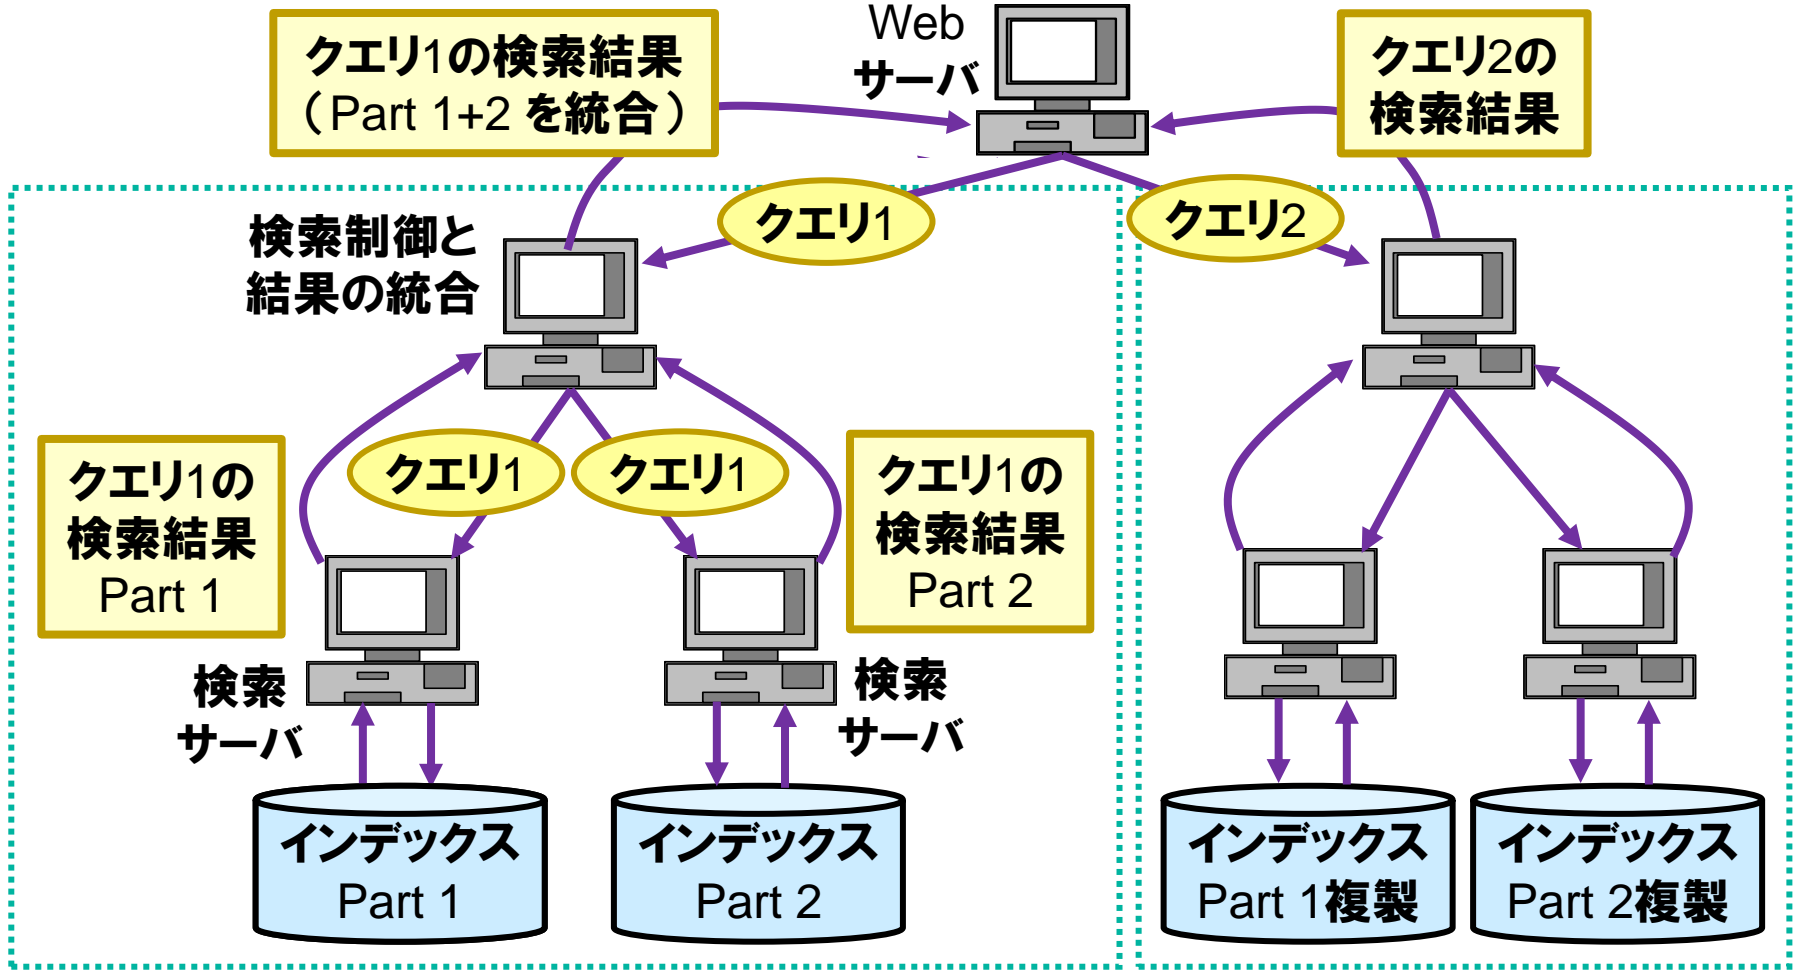 クエリ1の検索結果
（Part 1+2 を統合）
Web
サーバ
クエリ2の
検索結果
クエリ1
クエリ2
検索制御と
結果の統合
クエリ1の
検索結果
Part 1
クエリ1
クエリ1
クエリ1の
検索結果
Part 2
検索
サーバ
検索
サーバ
インデックス
Part 1
インデックス
Part 2
インデックス
Part 1複製
インデックス
Part 2複製